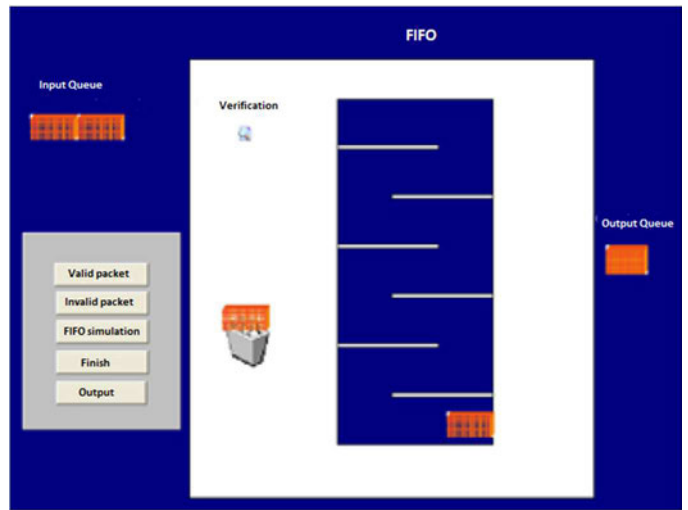 FIFO
Input Queue
Verification
Output Queue
Valid packet
Invalid packet
FIFO simulation
Finish
Output